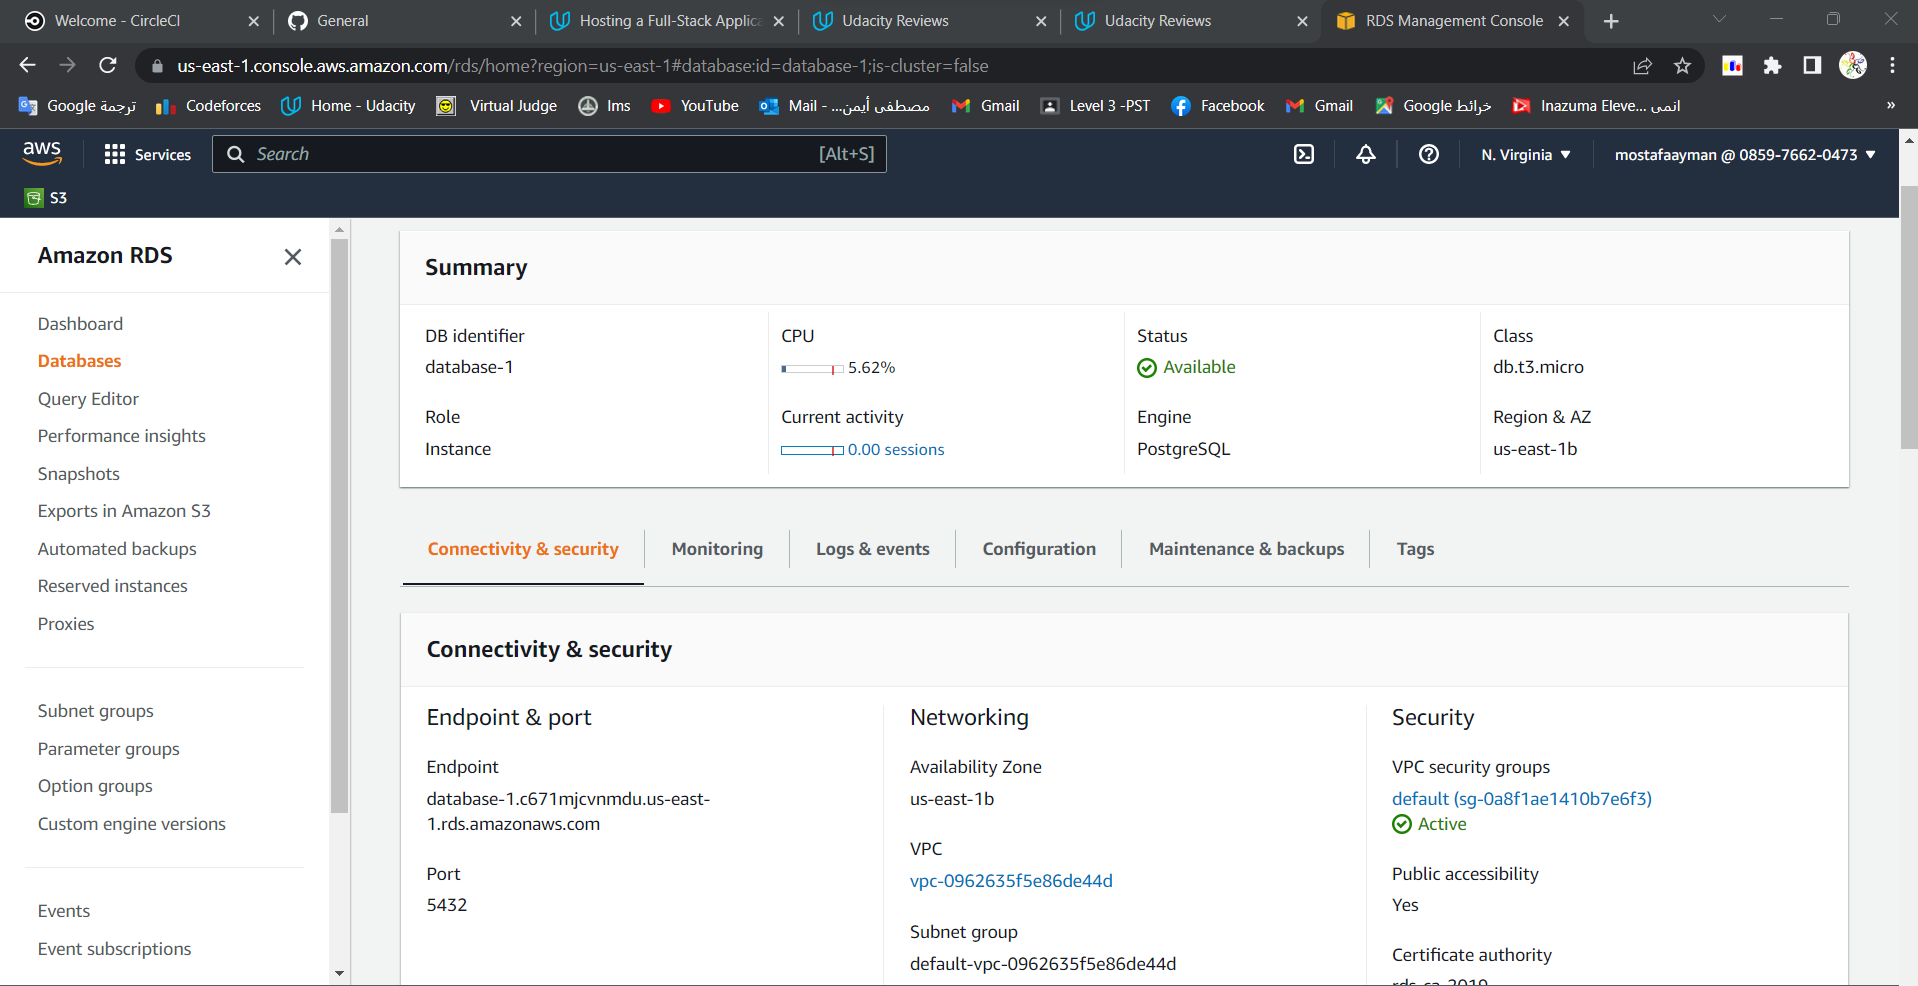 Welcome - CircleCI
General
Hosting a Full-Stack Applica
Udacity Reviews
Udacity Reviews
RDS Management Console
us-east-1.console.aws.amazon.com/rds/home?region=us-east-1#database:id=database-1;is-cluster=false
ترجمة Google
Codeforces
Home - Udacity
Virtual Judge
lms
YouTube
Mail - ...مصطفى أيمن
Gmail
Level 3 -PST
Facebook
Gmail
خرائط Google
Inazuma Eleve... انمى
»
aws
Services
Search
[Alt+S]
N. Virginia
mostafaayman @ 0859-7662-0473
S3
Amazon RDS
Dashboard
Databases
Query Editor
Performance insights
Snapshots
Exports in Amazon S3
Automated backups
Reserved instances
Proxies
Subnet groups
Parameter groups
Option groups
Custom engine versions
Events
Event subscriptions
Summary
DB identifier
database-1
CPU
5.62%
Status
Available
Class
db.t3.micro
Role
Instance
Current activity
0.00 sessions
Engine
PostgreSQL
Region & AZ
us-east-1b
Connectivity & security
Monitoring
Logs & events
Configuration
Maintenance & backups
Tags
Connectivity & security
Endpoint & port
Endpoint
database-1.c671mjcvnmdu.us-east-
1.rds.amazonaws.com
Port
5432
Networking
Availability Zone
us-east-1b
VPC
vpc-0962635f5e86de44d
Subnet group
default-vpc-0962635f5e86de44d
Security
VPC security groups
default (sg-0a8f1ae1410b7e6f3)
Active
Public accessibility
Yes
Certificate authority
rds-ca-2019